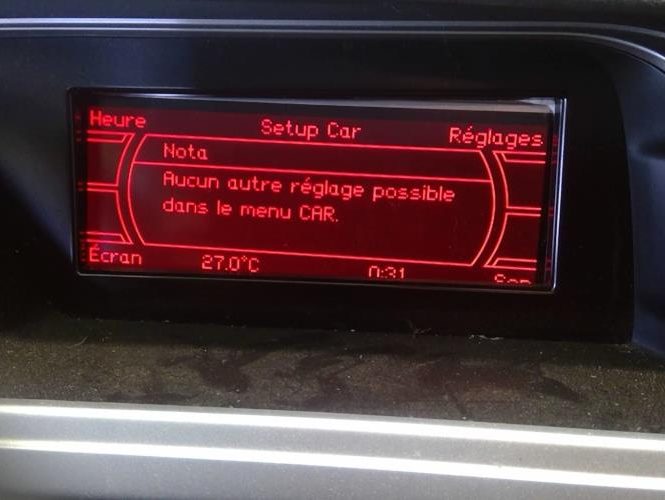 Heure
Setup Car
Réglages
Nota
Aucun autre réglage possible
dans le menu CAR.
Écran
27.0°C
0:31